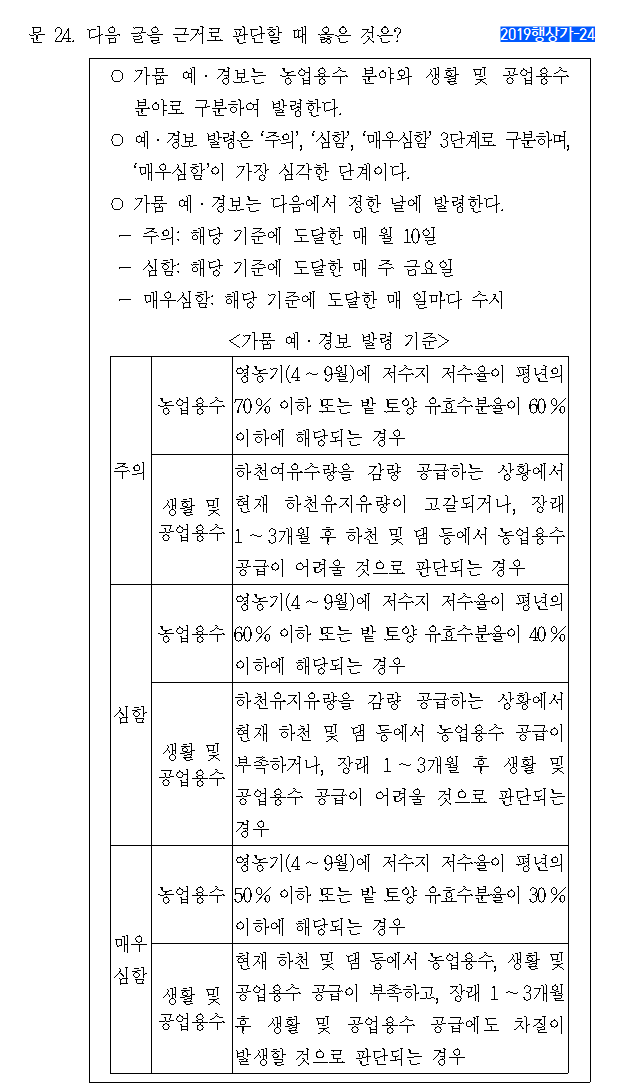 문 24. 다음 글을 근거로 판단할 때 옳은 것은?
2019행상가-24
○ 가뭄 예·경보는 농업용수 분야와 생활 및 공업용수
분야로 구분하여 발령한다.
○ 예·경보 발령은 ‘주의’, ‘심함’, ‘매우심함’ 3단계로 구분하며,
‘매우심함’이 가장 심각한 단계이다.
○ 가뭄 예·경보는 다음에서 정한 날에 발령한다.
－ 주의: 해당 기준에 도달한 매 월 10일
－ 심함: 해당 기준에 도달한 매 주 금요일
－ 매우심함: 해당 기준에 도달한 매 일마다 수시
<가뭄 예·경보 발령 기준>
주의
농업용수
영농기(4～9월)에 저수지 저수율이 평년의
70% 이하 또는 밭 토양 유효수분율이 60%
이하에 해당되는 경우
생활 및
공업용수
하천여유수량을 감량 공급하는 상황에서
현재 하천유지유량이 고갈되거나, 장래
1～3개월 후 하천 및 댐 등에서 농업용수
공급이 어려울 것으로 판단되는 경우
심함
농업용수
영농기(4～9월)에 저수지 저수율이 평년의
60% 이하 또는 밭 토양 유효수분율이 40%
이하에 해당되는 경우
생활 및
공업용수
하천유지유량을 감량 공급하는 상황에서
현재 하천 및 댐 등에서 농업용수 공급이
부족하거나, 장래 1～3개월 후 생활 및
공업용수 공급이 어려울 것으로 판단되는
경우
매우
심함
농업용수
영농기(4～9월)에 저수지 저수율이 평년의
50% 이하 또는 밭 토양 유효수분율이 30%
이하에 해당되는 경우
생활 및
공업용수
현재 하천 및 댐 등에서 농업용수, 생활 및
공업용수 공급이 부족하고, 장래 1～3개월
후 생활 및 공업용수 공급에도 차질이
발생할 것으로 판단되는 경우